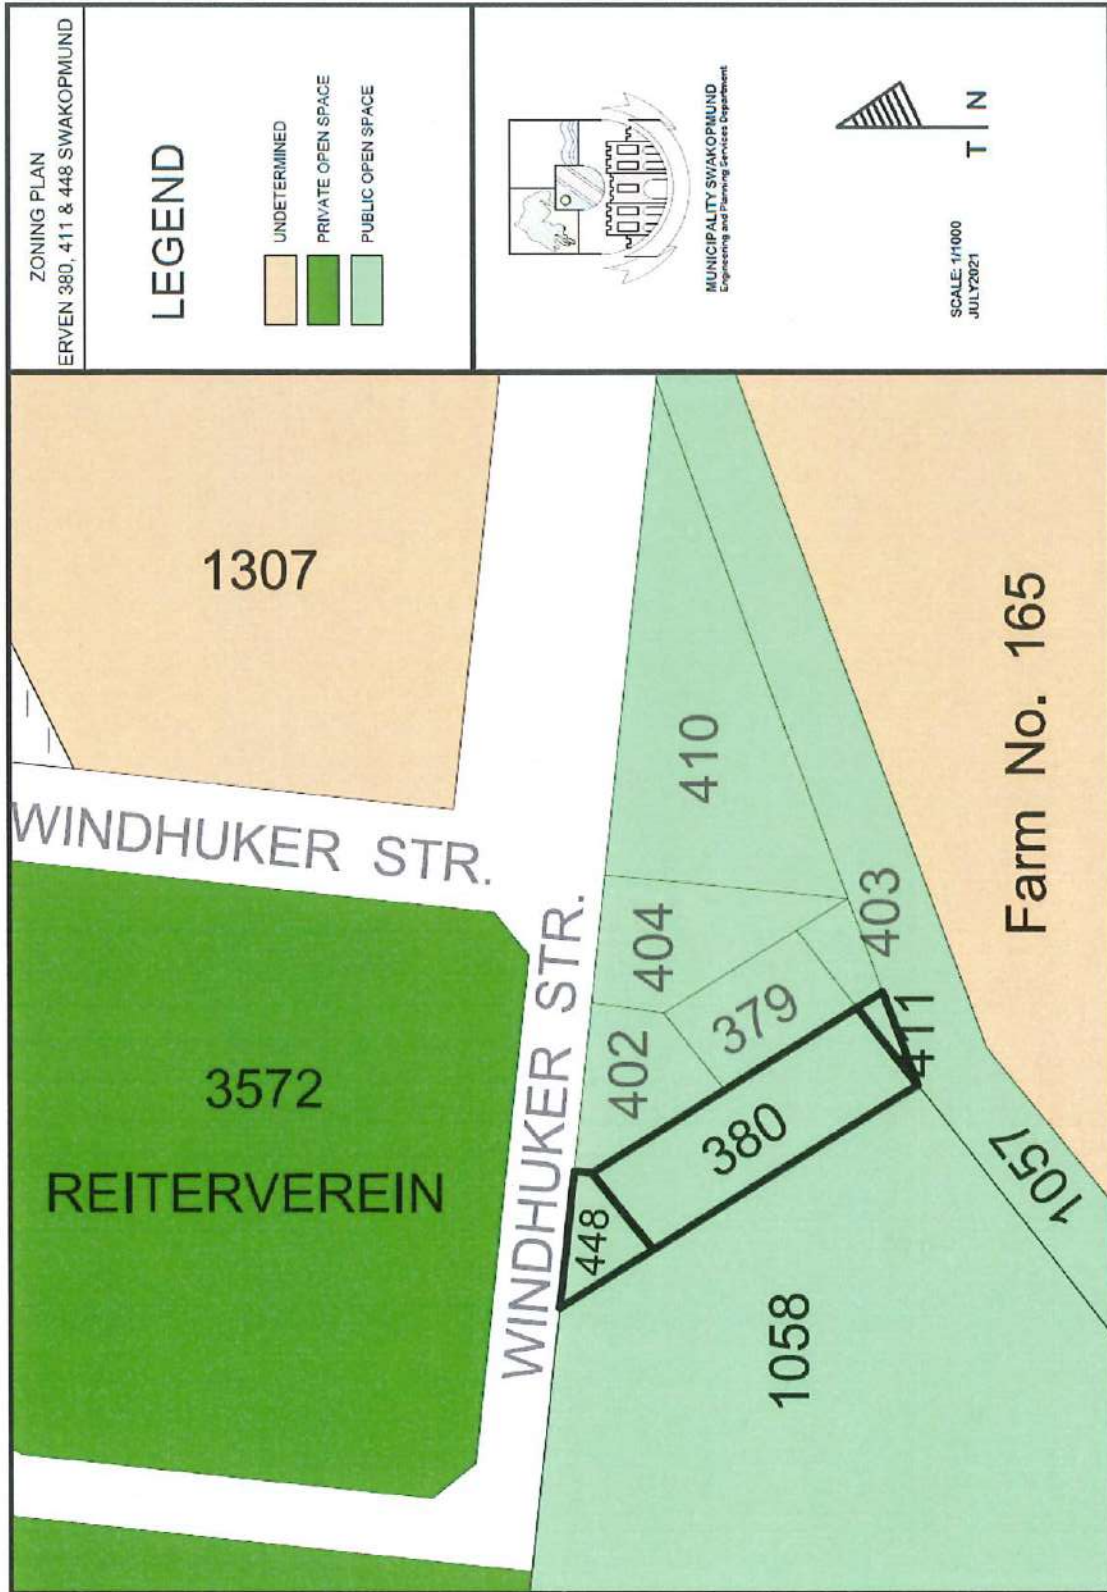 ZONING PLAN
ERVEN 380, 411 & 448 SWAKOPMUND
LEGEND
UNDETERMINED
PRIVATE OPEN SPACE
PUBLIC OPEN SPACE
MUNICIPALITY SWAKOPMUND
Engineering and Planning Services Department
T N
SCALE: 1/1000
JULY2021
1307
WINDHUKER STR.
3572
REITERVEREIN
WINDHUKER STR.
410
404
403
402
379
411
380
448
1057
1058
Farm No. 165